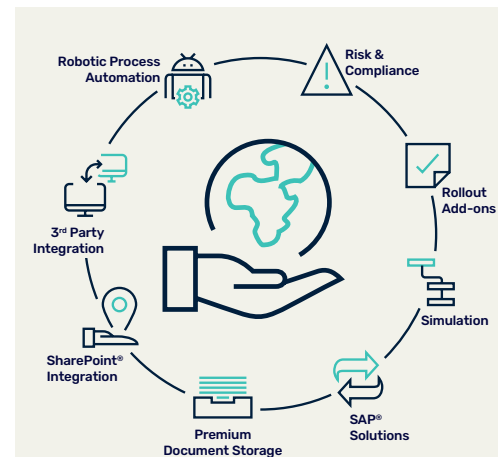 Robotic Process
Automation
Risk &
Compliance
Rollout
Add-ons
Simulation
SAP®
Solutions
Premium
Document Storage
SharePoint®
Integration
3rd Party
Integration